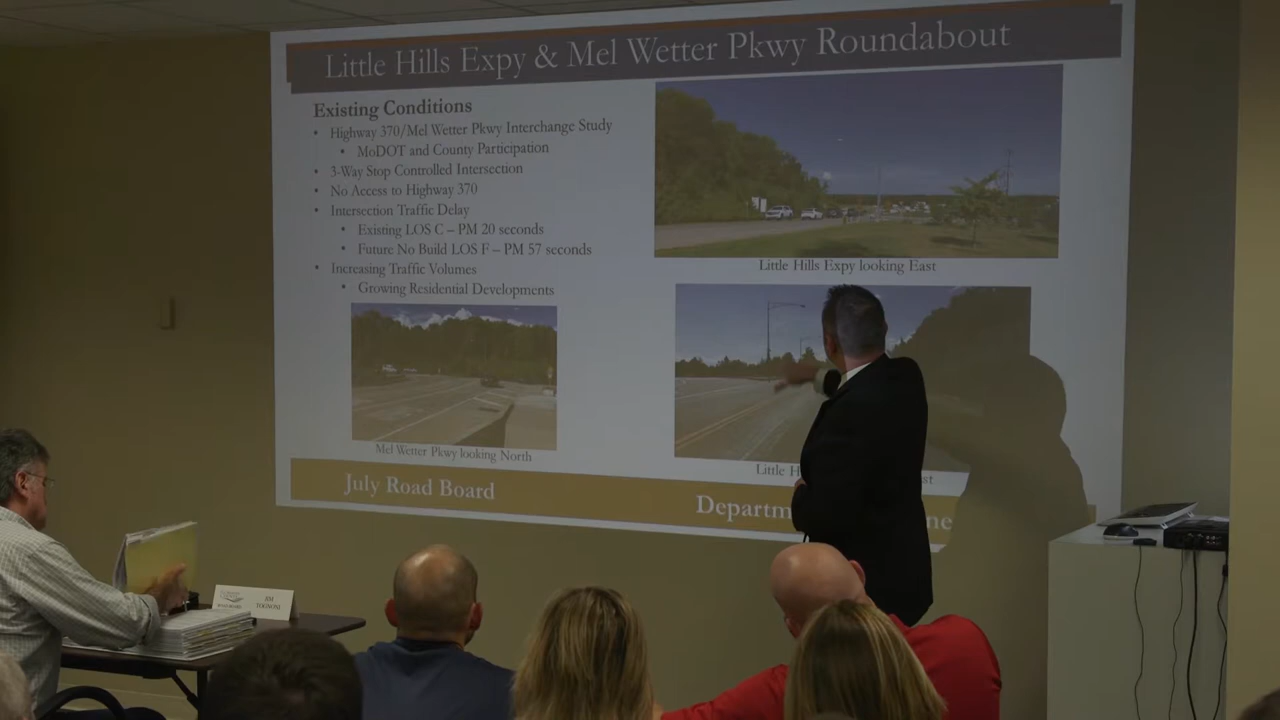 Little Hills Expy & Mel Wetter Pkwy Roundabout
Existing Conditions
• Highway 370/Mel Wetter Pkwy Interchange Study
• MoDOT and County Participation
• 3-Way Stop Controlled Intersection
• No Access to Highway 370
• Intersection Traffic Delay
• Existing LOS C – PM 20 seconds
• Future No Build LOS F – PM 57 seconds
• Increasing Traffic Volumes
• Growing Residential Developments
Little Hills Expy looking East
Mel Wetter Pkwy looking North
Little
July Road Board
JIM
TOGNONI